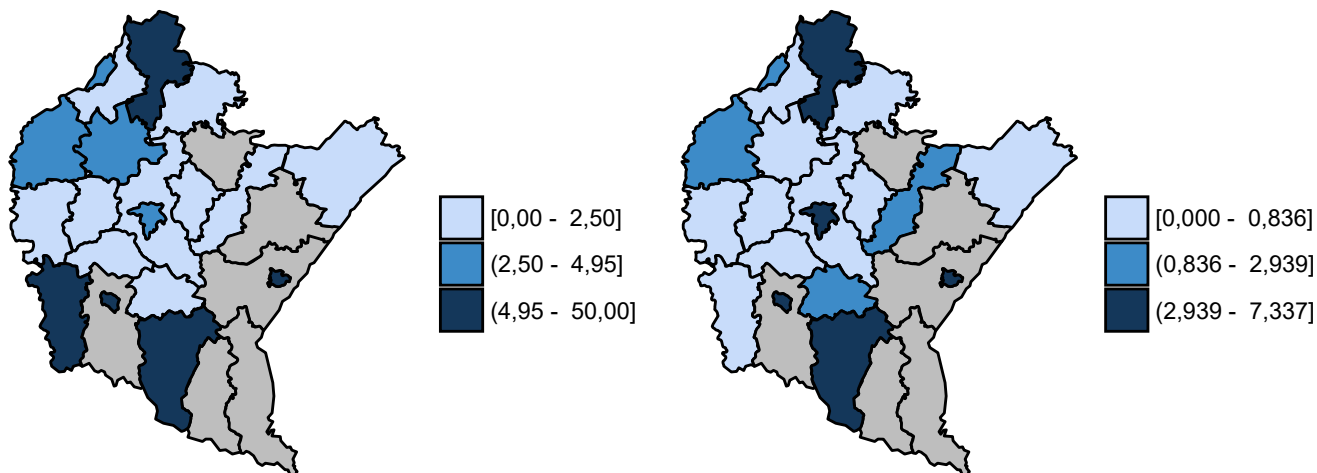 [0,00 - 2,50]
(2,50 - 4,95]
(4,95 - 50,00]
[0,000 - 0,836]
(0,836 - 2,939]
(2,939 - 7,337]